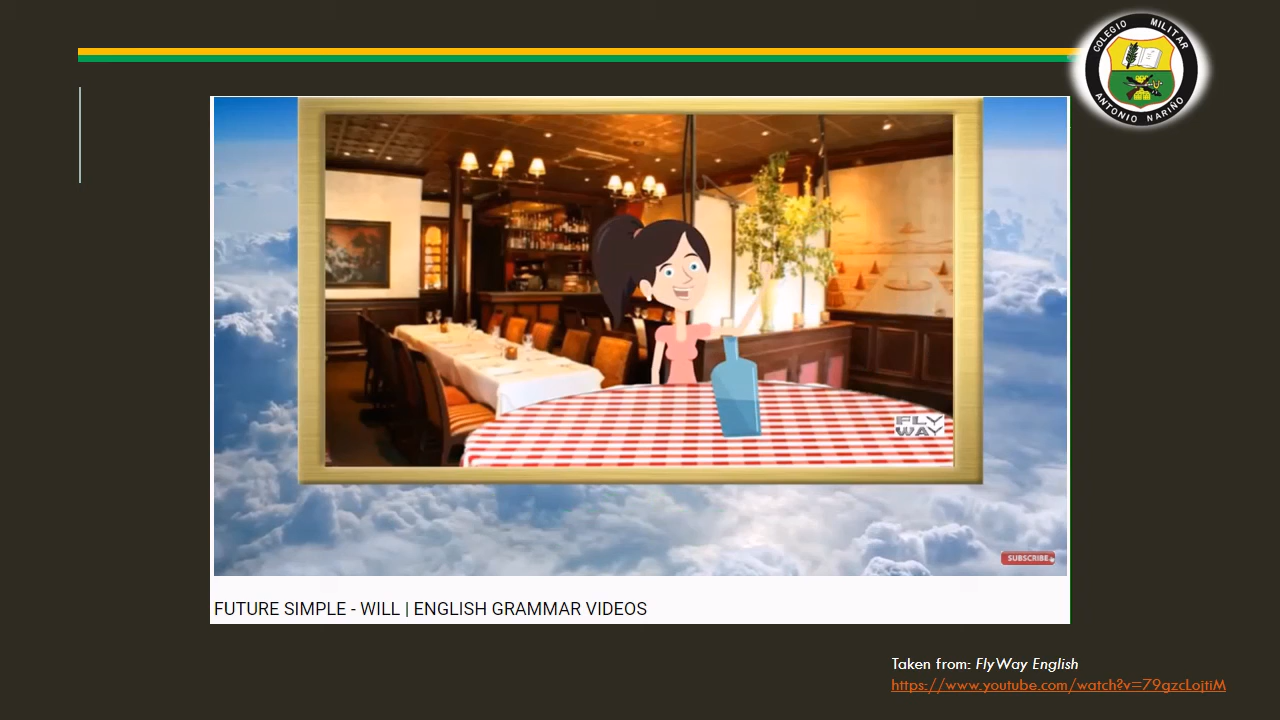 COLEGIO MILITAR
ANTONIO NARIÑO
FLY
WAY
SUBSCRIBE
FUTURE SIMPLE - WILL | ENGLISH GRAMMAR VIDEOS
Taken from: FlyWay English
https://www.youtube.com/watch?v=79gzcLojtiM